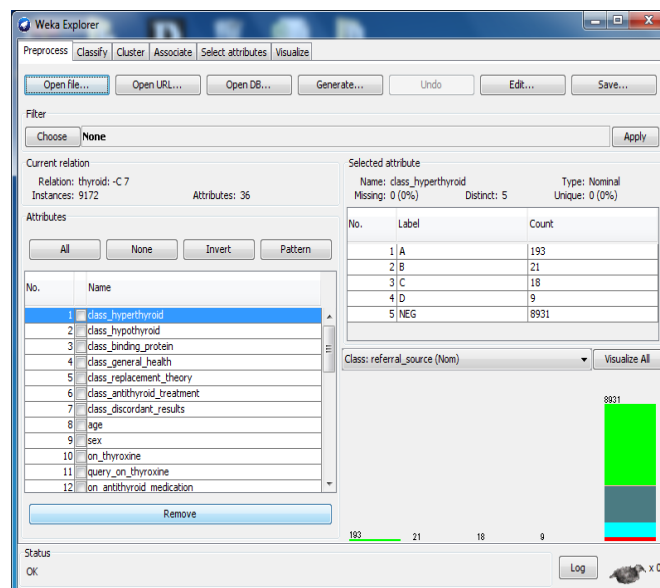 Weka Explorer
Preprocess Classify Cluster Associate Select attributes Visualize
Open file... Open URL... Open DB... Generate... Undo Edit... Save...
Filter
Choose None Apply
Current relation
Relation: thyroid: -C 7
Instances: 9172 Attributes: 36
Attributes
All None Invert Pattern
No. Name
1 class_hyperthyroid
2 class_hypothyroid
3 class_binding_protein
4 class_general_health
5 class_replacement_theory
6 class_antithyroid_treatment
7 class_discordant_results
8 age
9 sex
10 on_thyroxine
11 query_on_thyroxine
12 on_antithyroid_medication
Remove
Selected attribute
Name: class_hyperthyroid Type: Nominal
Missing: 0 (0%) Distinct: 5 Unique: 0 (0%)
No. Label Count
1 A 193
2 B 21
3 C 18
4 D 9
5 NEG 8931
Class: referral_source (Nom) Visualize All
8931
193 21 18 9
Status
OK
Log x 0